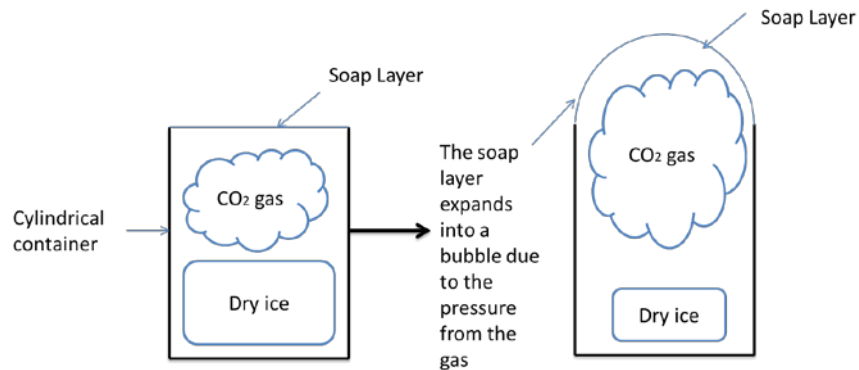 Soap Layer
CO2 gas
Cylindrical
container
Dry ice
The soap
layer
expands
into a
bubble due
to the
pressure
from the
gas
Soap Layer
CO2 gas
Dry ice